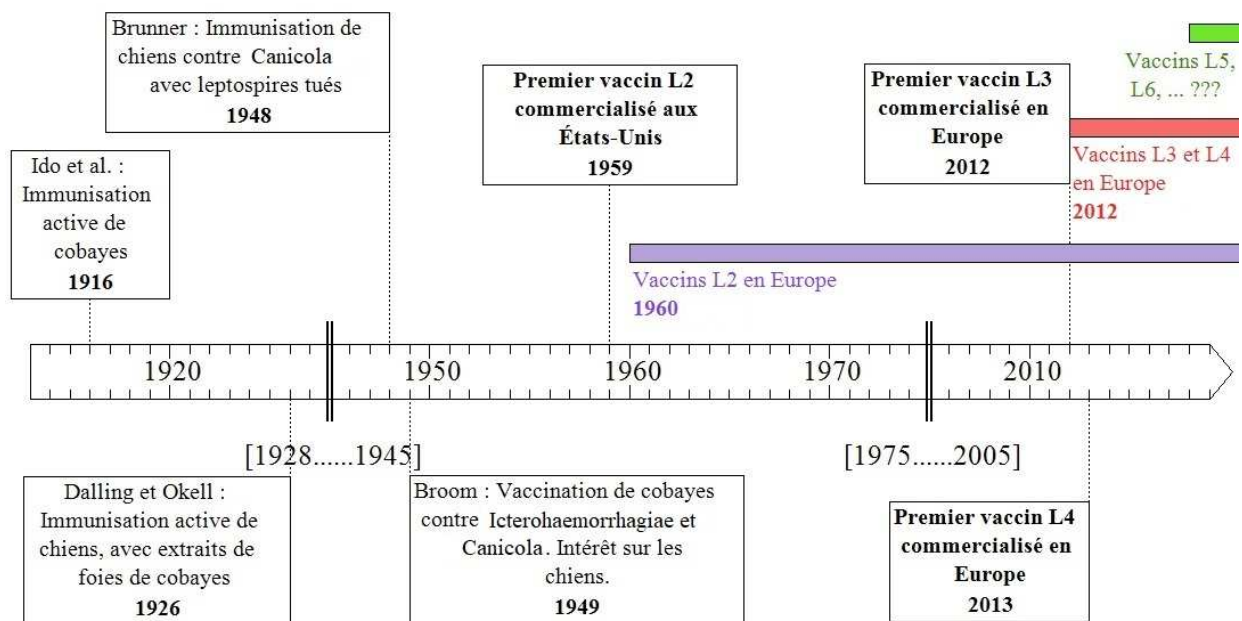 Brunner : Immunisation de
chiens contre Canicola
avec leptospires tués
1948
Ido et al. :
Immunisation
active de
cobayes
1916
Premier vaccin L2
commercialisé aux
États-Unis
1959
Premier vaccin L3
commercialisé en
Europe
2012
Vaccins L5,
L6, ... ???
Vaccins L3 et L4
en Europe
2012
Vaccins L2 en Europe
1960
1920
1950
1960
1970
2010
[1928......1945]
[1975......2005]
Dalling et Okell :
Immunisation active de
chiens, avec extraits de
foies de cobayes
1926
Broom : Vaccination de cobayes
contre Icterohaemorrhagiae et
Canicola. Intérêt sur les
chiens.
1949
Premier vaccin L4
commercialisé en
Europe
2013